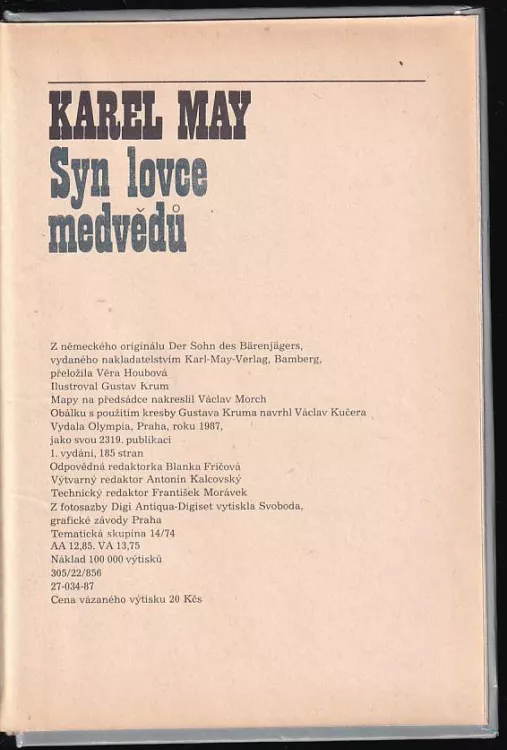 KAREL MAY
Syn lovce
medvědů
Z německého originálu Der Sohn des Bärenjägers,
vydaného nakladatelstvím Karl-May-Verlag, Bamberg,
přeložila Věra Houbová
Ilustroval Gustav Krum
Mapy na předsádce nakreslil Václav Morch
Obálku s použitím kresby Gustava Kruma navrhl Václav Kučera
Vydala Olympia, Praha, roku 1987,
jako svou 2319. publikaci
1. vydání, 185 stran
Odpovědná redaktorka Blanka Fričová
Výtvarný redaktor Antonín Kalcovský
Technický redaktor František Morávek
Z fotosazby Digi Antiqua-Digiset vytiskla Svoboda,
grafické závody Praha
Tematická skupina 14/74
AA 12,85. VA 13,75
Náklad 100 000 výtisků
305/22/856
27-034-87
Cena vázaného výtisku 20 Kčs